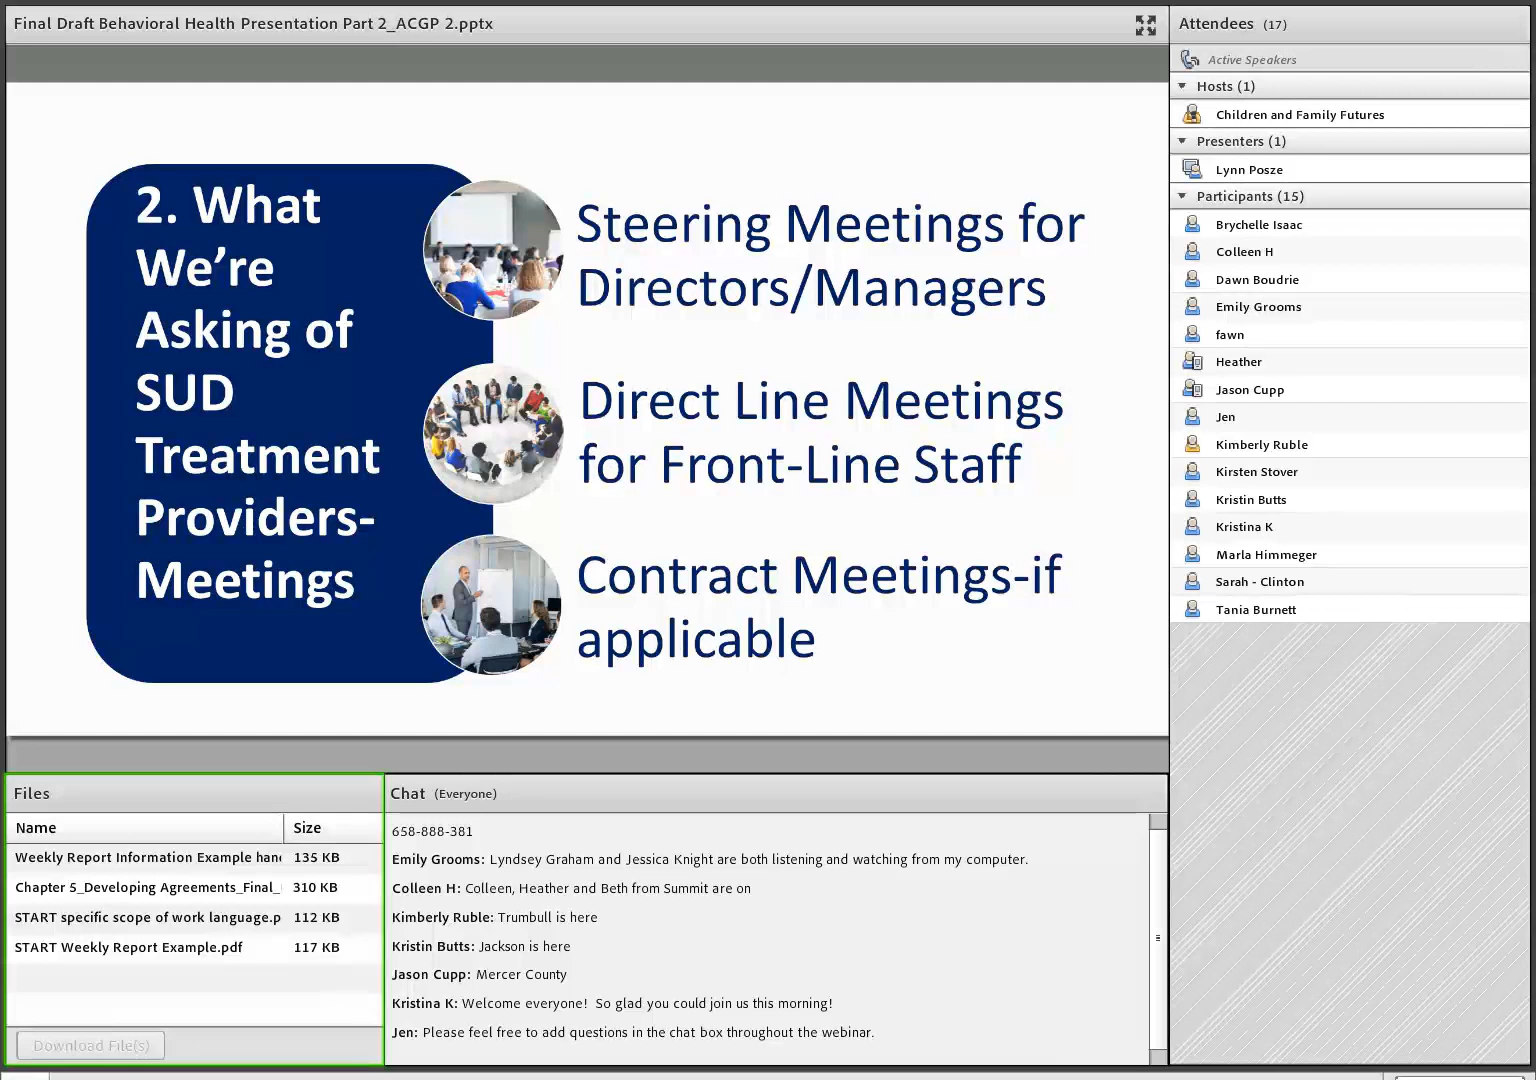 Final Draft Behavioral Health Presentation Part 2_ACGP 2.pptx
2. What
We’re
Asking of
SUD
Treatment
Providers-
Meetings
Steering Meetings for
Directors/Managers
Direct Line Meetings
for Front-Line Staff
Contract Meetings-if
applicable
Files
Name Size
Weekly Report Information Example han 135 KB
Chapter 5_Developing Agreements_Final_ 310 KB
START specific scope of work language.p 112 KB
START Weekly Report Example.pdf 117 KB
Download File(s)
Chat (Everyone)
658-888-381
Emily Grooms: Lyndsey Graham and Jessica Knight are both listening and watching from my computer.
Colleen H: Colleen, Heather and Beth from Summit are on
Kimberly Ruble: Trumbull is here
Kristin Butts: Jackson is here
Jason Cupp: Mercer County
Kristina K: Welcome everyone! So glad you could join us this morning!
Jen: Please feel free to add questions in the chat box throughout the webinar.
Attendees (17)
Active Speakers
Hosts (1)
Children and Family Futures
Presenters (1)
Lynn Posze
Participants (15)
Brychelle Isaac
Colleen H
Dawn Boudrie
Emily Grooms
fawn
Heather
Jason Cupp
Jen
Kimberly Ruble
Kirsten Stover
Kristin Butts
Kristina K
Marla Himmeger
Sarah - Clinton
Tania Burnett